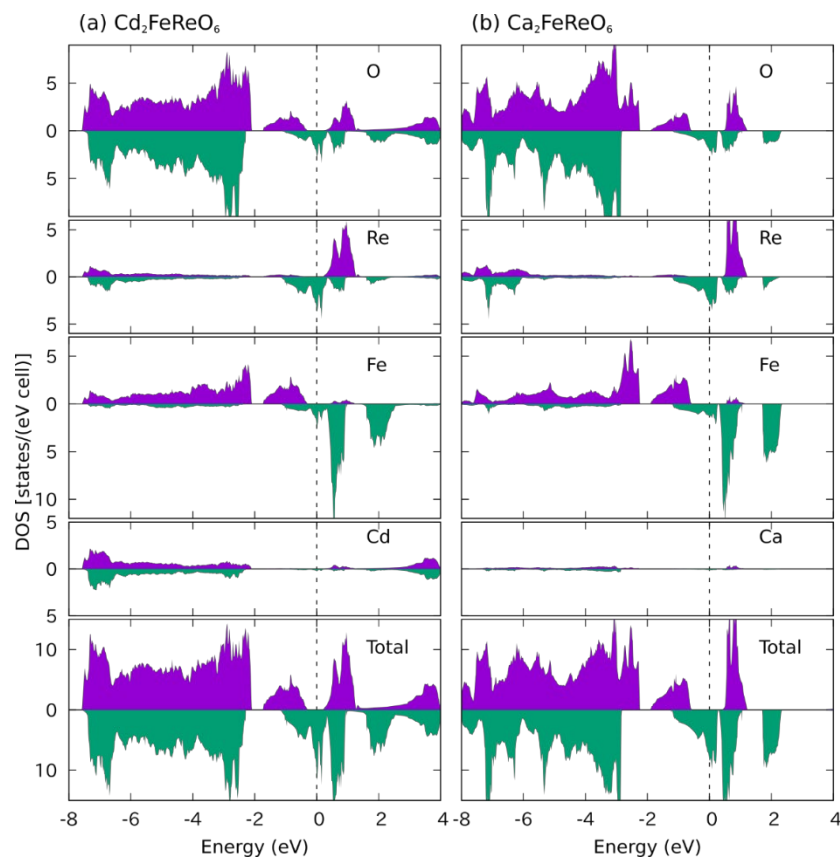 (a) Cd₂FeReO₆
(b) Ca₂FeReO₆
DOS [states/(eV cell)]
5
0
5
O
O
5
0
5
Re
Re
5
0
5
10
Fe
Fe
5
0
5
Cd
Ca
10
0
10
Total
Total
-8 -6 -4 -2 0 2 4
-8 -6 -4 -2 0 2 4
Energy (eV)
Energy (eV)